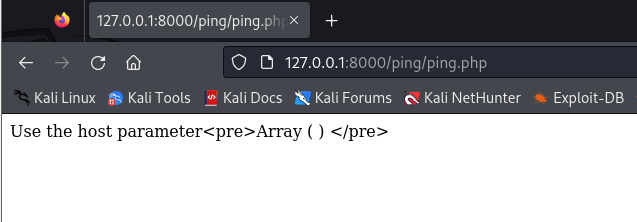 127.0.0.1:8000/ping/ping.php
127.0.0.1:8000/ping/ping.php
Kali Linux Kali Tools Kali Docs Kali Forums Kali NetHunter Exploit-DB
Use the host parameter<pre>Array ( ) </pre>